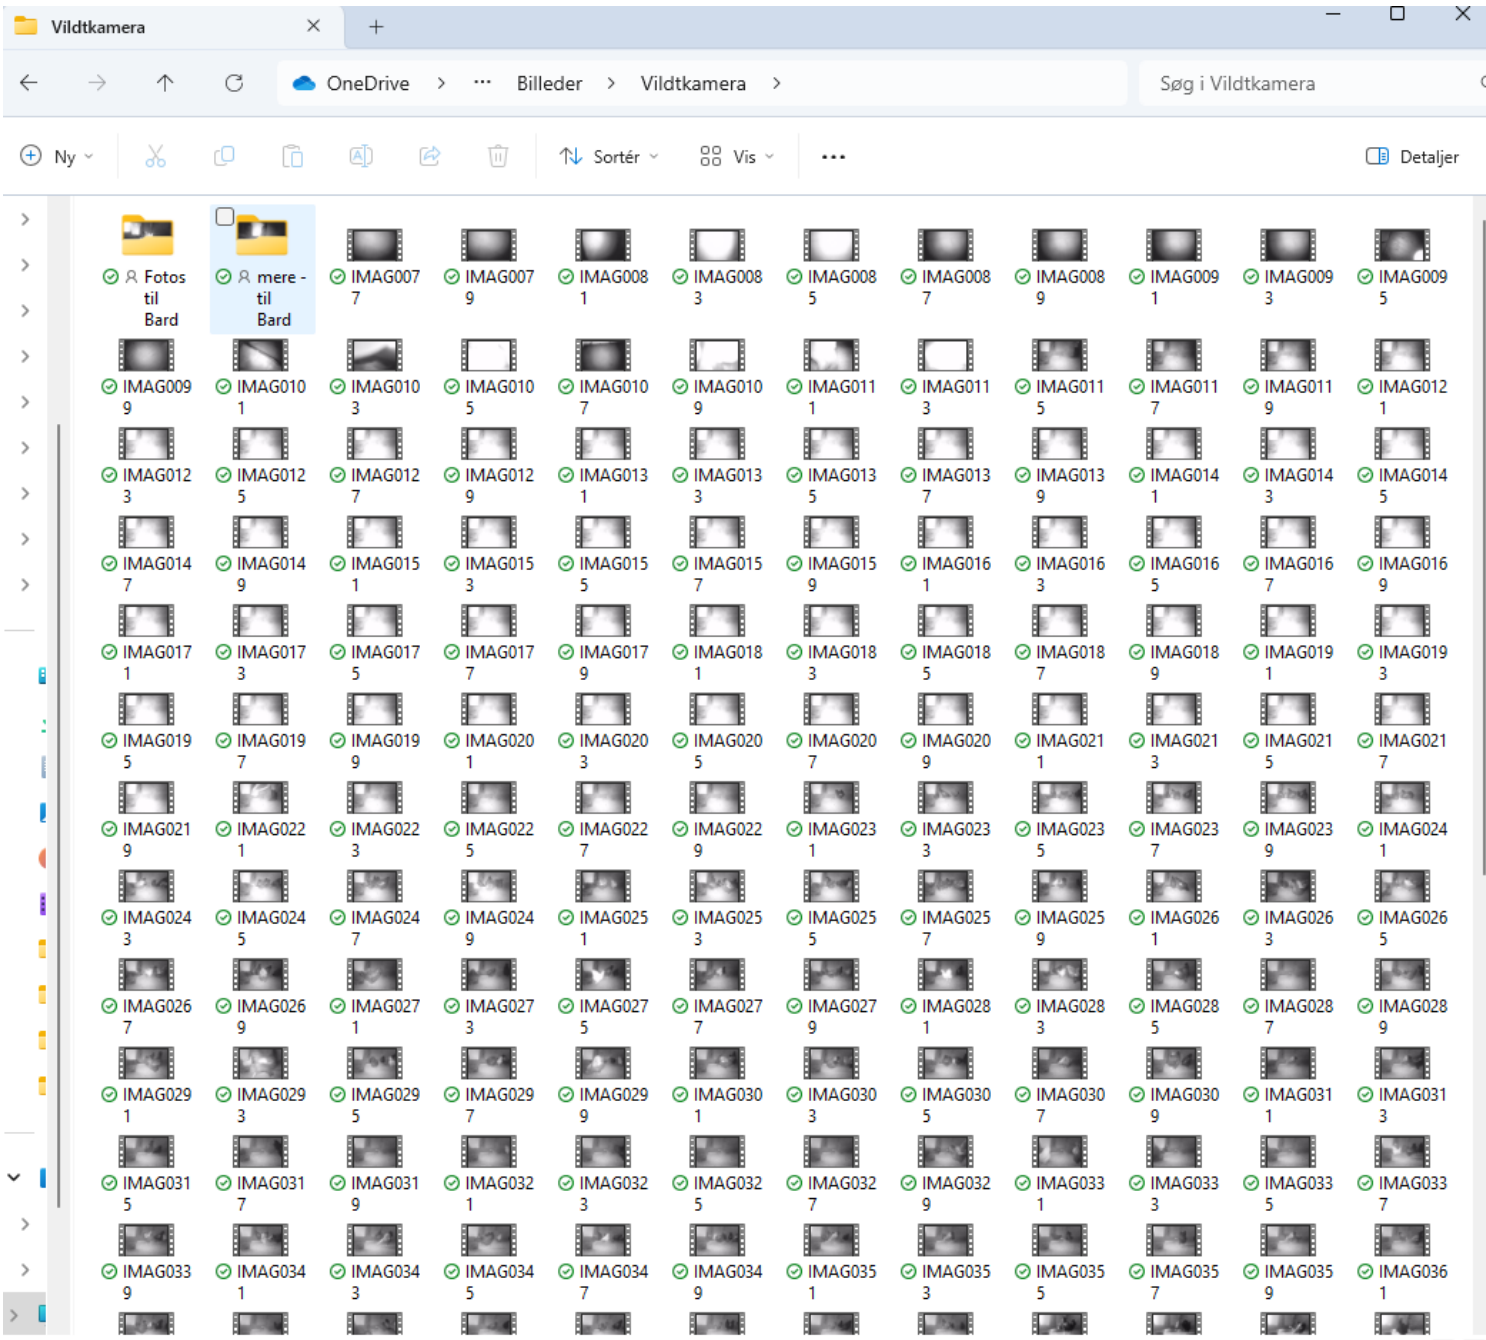 Vildtkamera
OneDrive > ... Billeder > Vildtkamera >
Søg i Vildtkamera
Ny
Sortér
Vis
...
Detaljer
Fotos til Bard
mere - til Bard
IMAG0077
IMAG0079
IMAG0081
IMAG0083
IMAG0085
IMAG0087
IMAG0089
IMAG0091
IMAG0093
IMAG0095
IMAG0099
IMAG0101
IMAG0103
IMAG0105
IMAG0107
IMAG0109
IMAG0111
IMAG0113
IMAG0115
IMAG0117
IMAG0119
IMAG0121
IMAG0123
IMAG0125
IMAG0127
IMAG0129
IMAG0131
IMAG0133
IMAG0135
IMAG0137
IMAG0139
IMAG0141
IMAG0143
IMAG0145
IMAG0147
IMAG0149
IMAG0151
IMAG0153
IMAG0155
IMAG0157
IMAG0159
IMAG0161
IMAG0163
IMAG0165
IMAG0167
IMAG0169
IMAG0171
IMAG0173
IMAG0175
IMAG0177
IMAG0179
IMAG0181
IMAG0183
IMAG0185
IMAG0187
IMAG0189
IMAG0191
IMAG0193
IMAG0195
IMAG0197
IMAG0199
IMAG0201
IMAG0203
IMAG0205
IMAG0207
IMAG0209
IMAG0211
IMAG0213
IMAG0215
IMAG0217
IMAG0219
IMAG0221
IMAG0223
IMAG0225
IMAG0227
IMAG0229
IMAG0231
IMAG0233
IMAG0235
IMAG0237
IMAG0239
IMAG0241
IMAG0243
IMAG0245
IMAG0247
IMAG0249
IMAG0251
IMAG0253
IMAG0255
IMAG0257
IMAG0259
IMAG0261
IMAG0263
IMAG0265
IMAG0267
IMAG0269
IMAG0271
IMAG0273
IMAG0275
IMAG0277
IMAG0279
IMAG0281
IMAG0283
IMAG0285
IMAG0287
IMAG0289
IMAG0291
IMAG0293
IMAG0295
IMAG0297
IMAG0299
IMAG0301
IMAG0303
IMAG0305
IMAG0307
IMAG0309
IMAG0311
IMAG0313
IMAG0315
IMAG0317
IMAG0319
IMAG0321
IMAG0323
IMAG0325
IMAG0327
IMAG0329
IMAG0331
IMAG0333
IMAG0335
IMAG0337
IMAG0339
IMAG0341
IMAG0343
IMAG0345
IMAG0347
IMAG0349
IMAG0351
IMAG0353
IMAG0355
IMAG0357
IMAG0359
IMAG0361